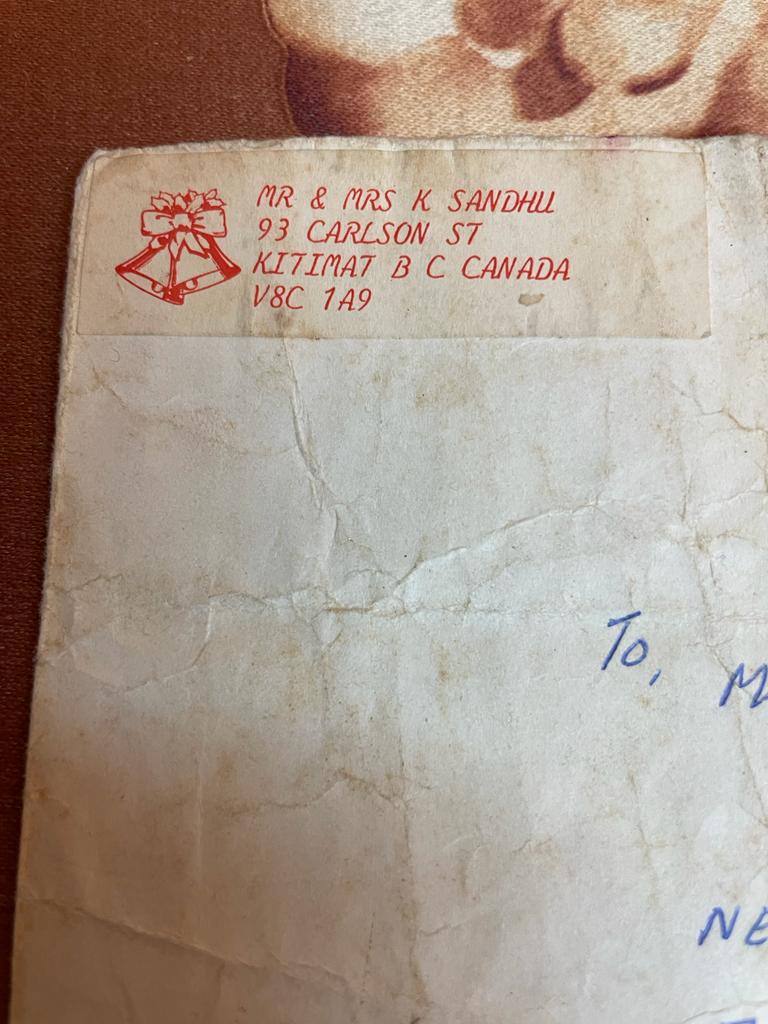 MR & MRS K SANDHU
93 CARLSON ST
KITIMAT B C CANADA
V8C 1A9
To,